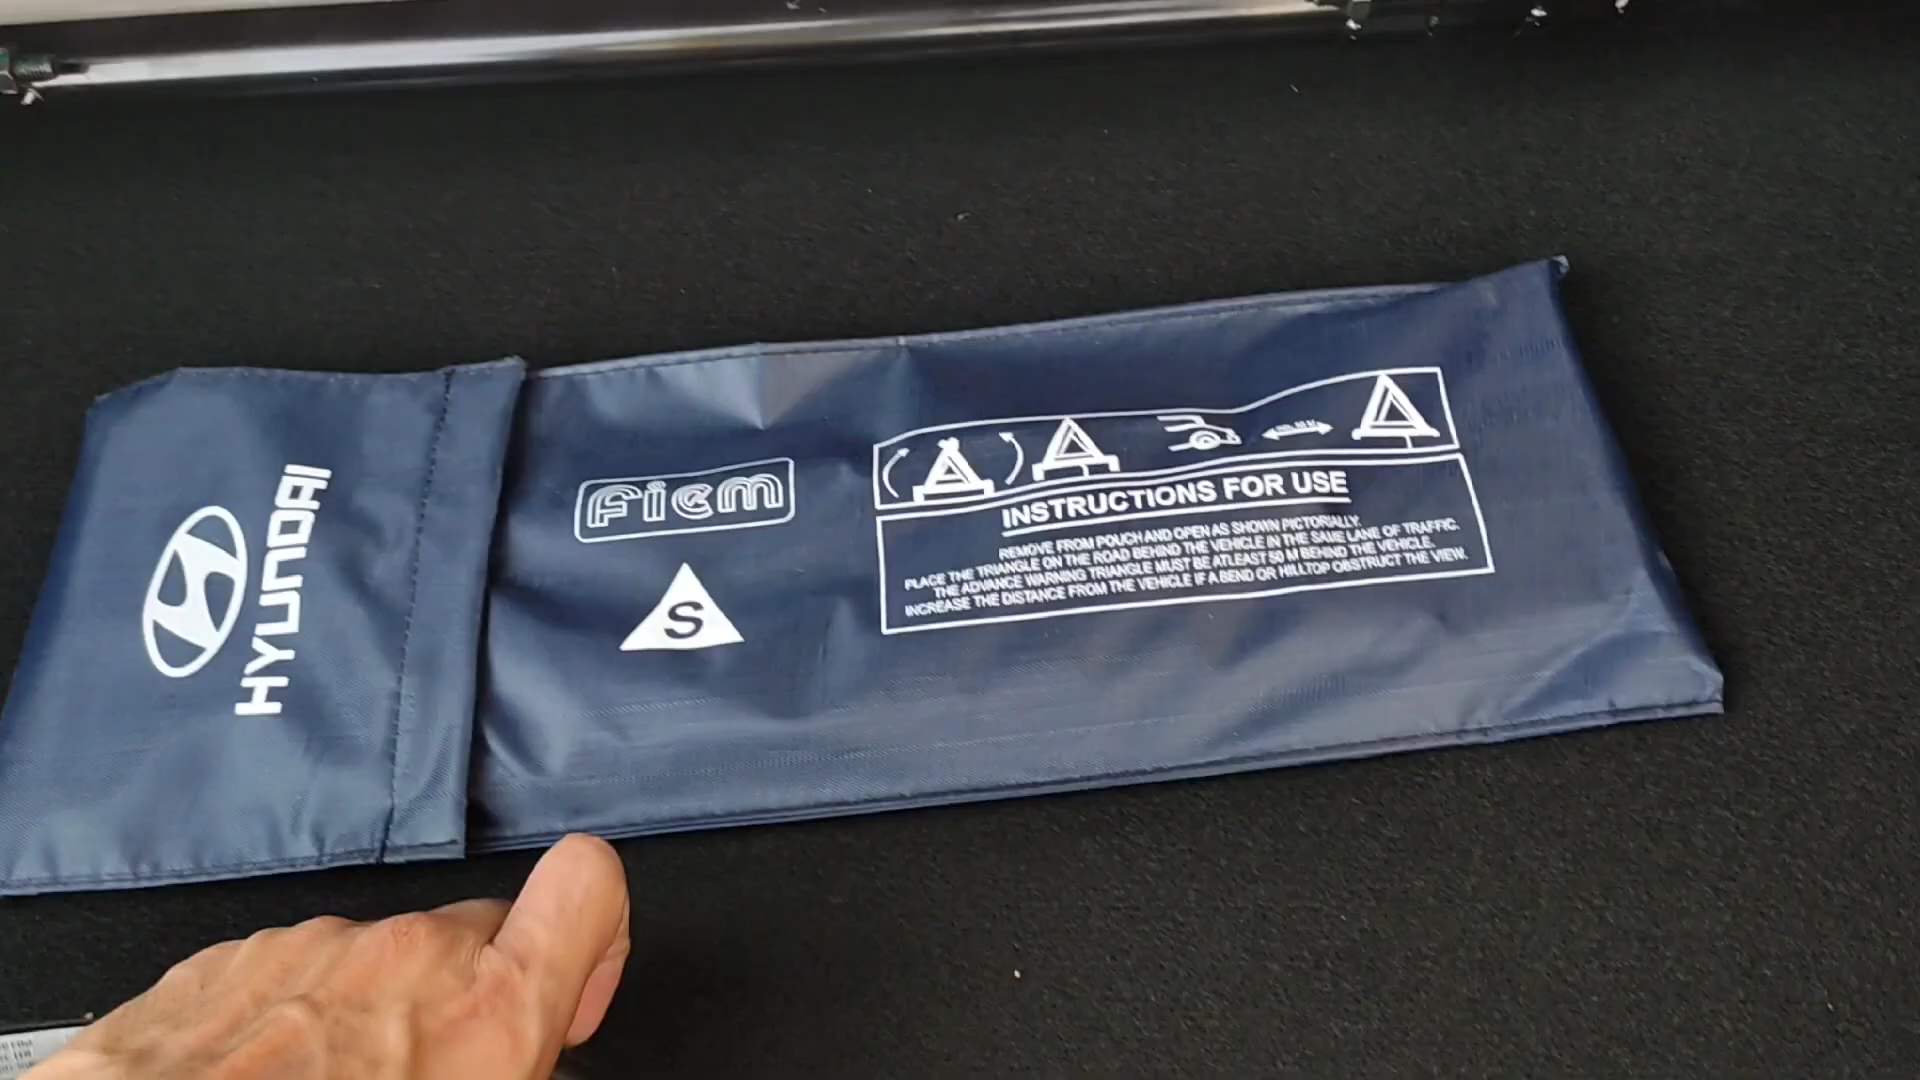 HYUNDAI
Fiem
S
INSTRUCTIONS FOR USE
REMOVE FROM POUCH AND OPEN AS SHOWN PICTORIALLY.
PLACE THE TRIANGLE ON THE ROAD BEHIND THE VEHICLE IN THE SAME LANE OF TRAFFIC.
THE ADVANCE WARNING TRIANGLE MUST BE ATLEAST 50 M BEHIND THE VEHICLE.
INCREASE THE DISTANCE FROM THE VEHICLE IF A BEND OR HILLTOP OBSTRUCT THE VIEW.